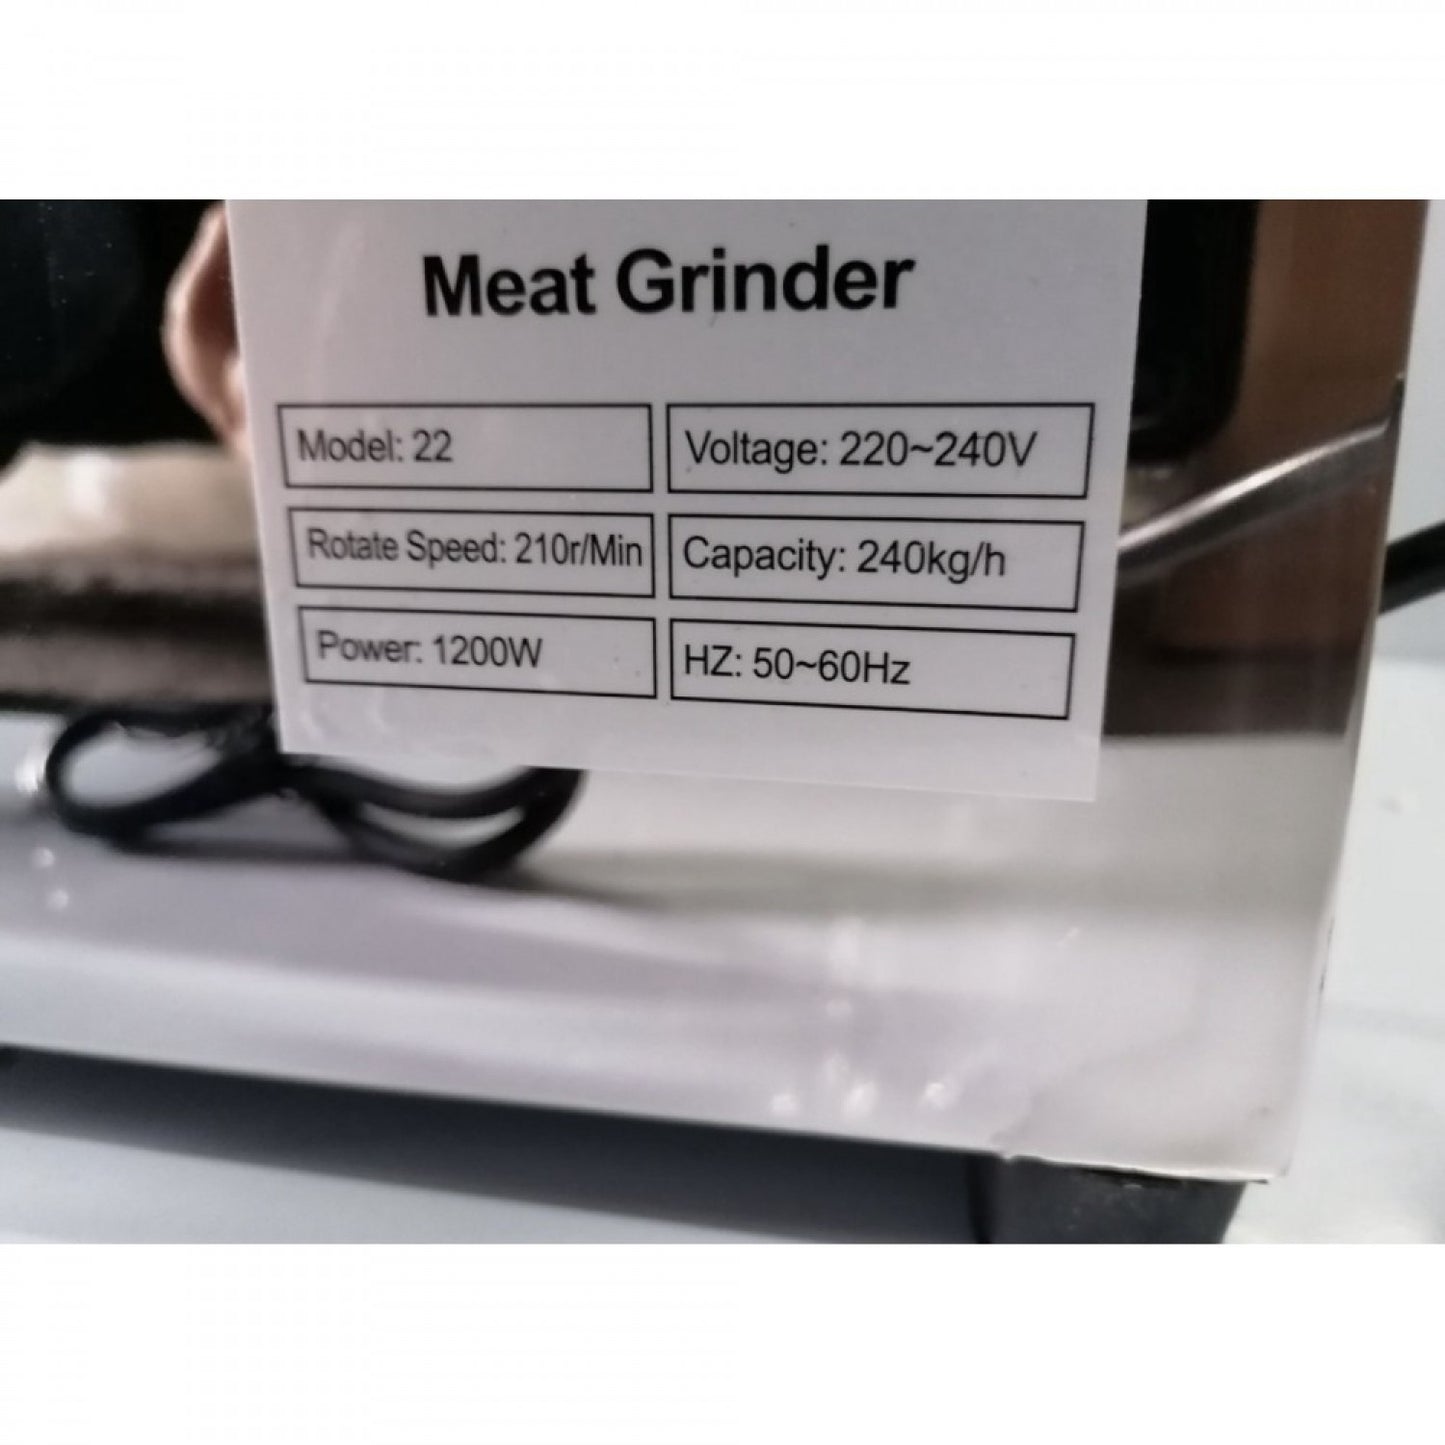 Meat Grinder
Model: 22
Voltage: 220~240V
Rotate Speed: 210r/Min
Capacity: 240kg/h
Power: 1200W
HZ: 50~60Hz